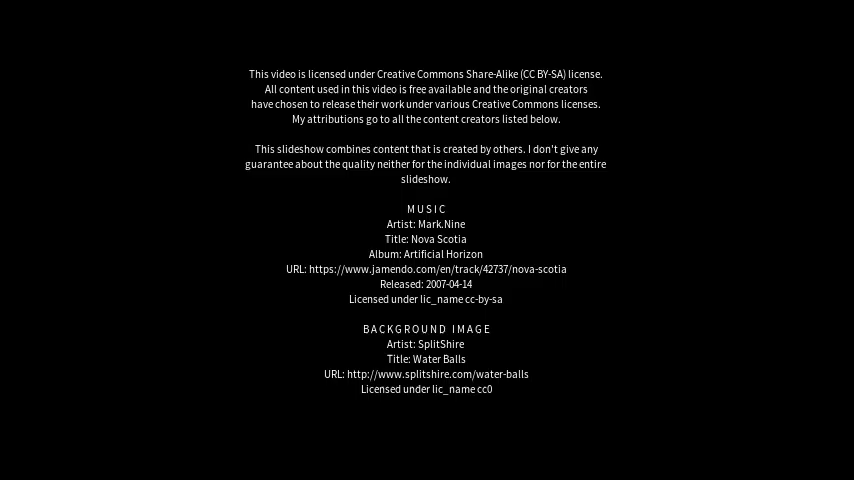 This video is licensed under Creative Commons Share-Alike (CC BY-SA) license.
All content used in this video is free available and the original creators
have chosen to release their work under various Creative Commons licenses.
My attributions go to all the content creators listed below.
This slideshow combines content that is created by others. I don't give any
guarantee about the quality neither for the individual images nor for the entire
slideshow.
MUSIC
Artist: Mark.Nine
Title: Nova Scotia
Album: Artificial Horizon
URL: https://www.jamendo.com/en/track/42737/nova-scotia
Released: 2007-04-14
Licensed under lic_name cc-by-sa
BACKGROUND IMAGE
Artist: SplitShire
Title: Water Balls
URL: http://www.splitshire.com/water-balls
Licensed under lic_name cc0